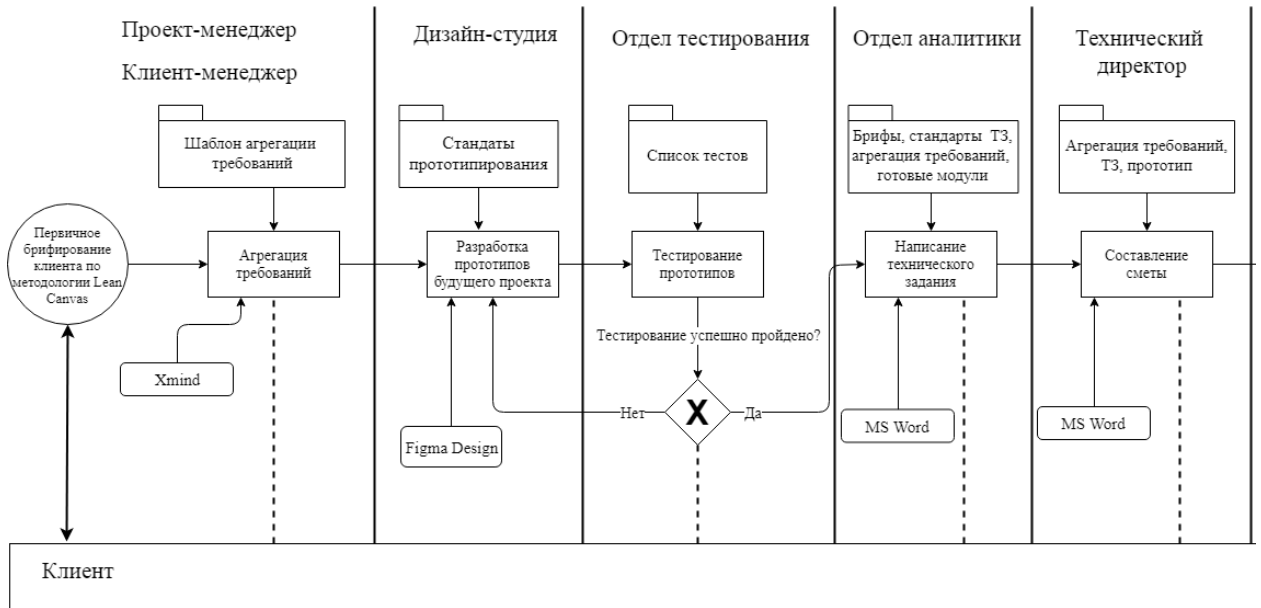 Проект-менеджер
Клиент-менеджер
Дизайн-студия
Отдел тестирования
Отдел аналитики
Технический
директор
Шаблон агрегации
требований
Стандаты
прототипирования
Список тестов
Брифы, стандарты ТЗ,
агрегация требований,
готовые модули
Агрегация требований,
ТЗ, прототип
Первичное
брифирование
клиента по
методологии Lean
Canvas
Агрегация
требований
Разработка
прототипов
будущего проекта
Тестирование
прототипов
Написание
технического
задания
Составление
сметы
Тестирование успешно пройдено?
Xmind
Нет
X
Да
Figma Design
MS Word
MS Word
Клиент